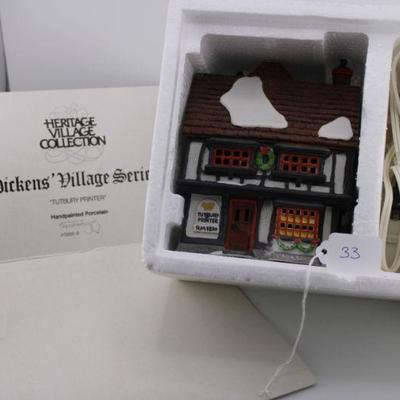 HERITAGE
VILLAGE
COLLECTION
Dickens' Village Series
"TUTBURY PRINTER"
Handpainted Porcelain
TUTBURY
PRINTER
33